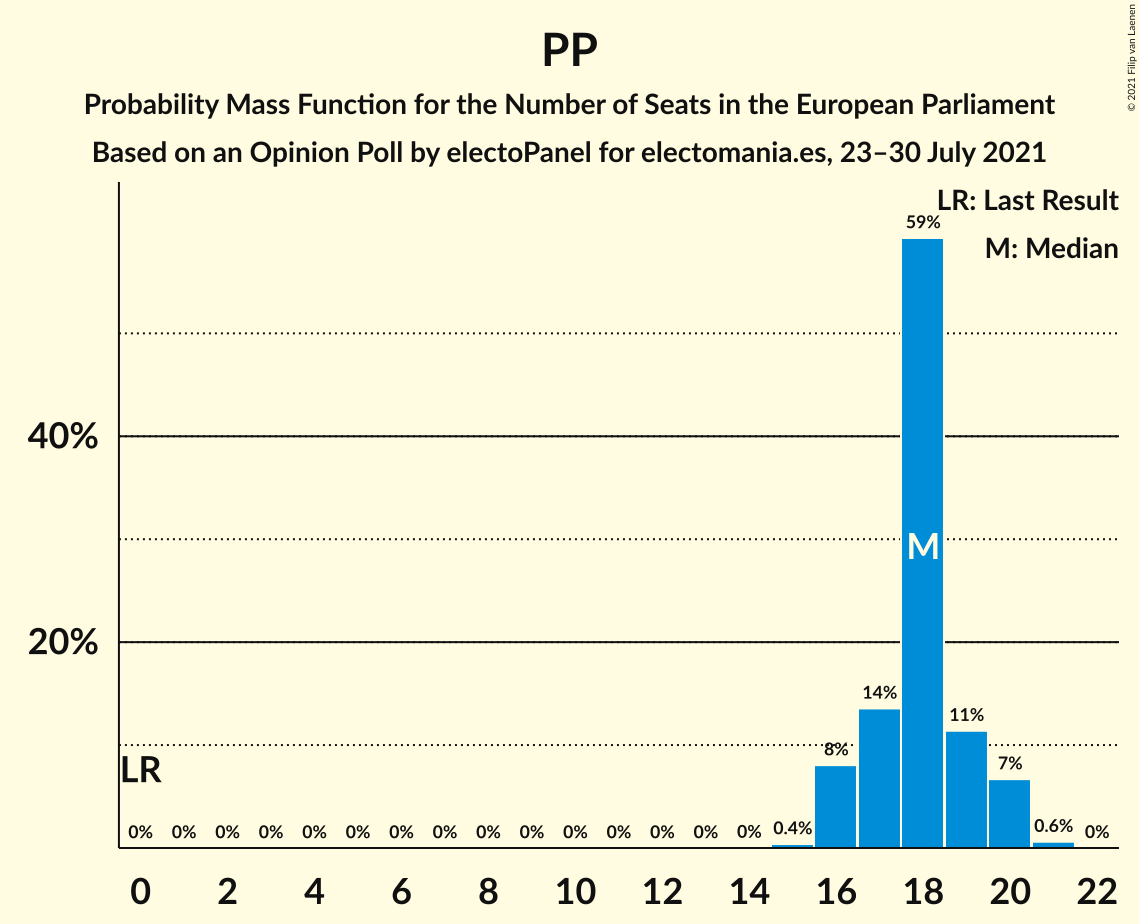 PP
Probability Mass Function for the Number of Seats in the European Parliament
Based on an Opinion Poll by electoPanel for electomania.es, 23–30 July 2021
© 2021 Filip van Laenen
LR: Last Result
M: Median
59%
40%
M
20%
14%
11%
8%
7%
LR
0% 0% 0% 0% 0% 0% 0% 0% 0% 0% 0% 0% 0% 0% 0% 0.4% 0.6% 0%
0 2 4 6 8 10 12 14 16 18 20 22